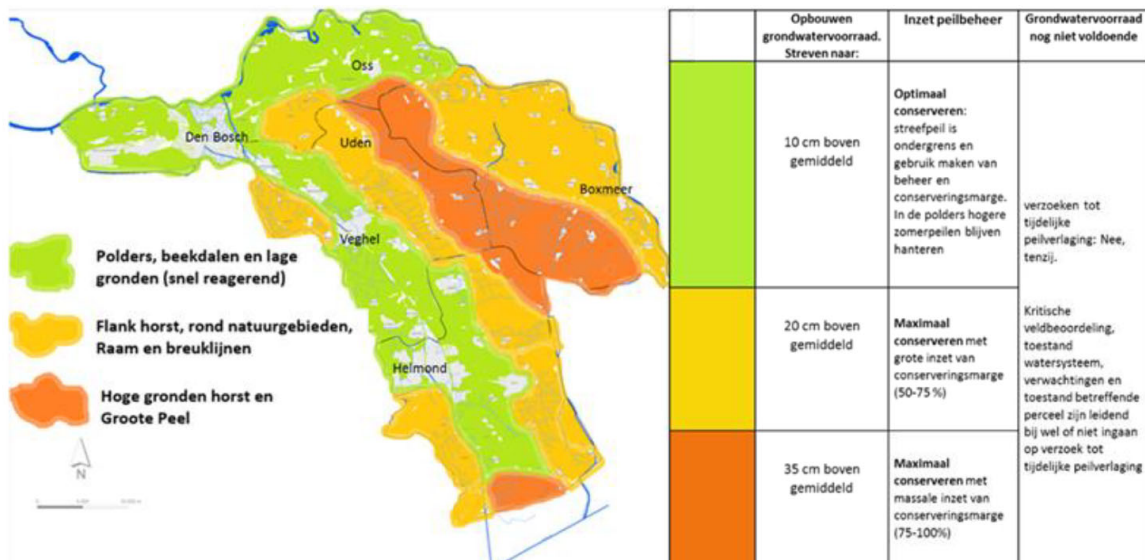 Oss
Den Bosch
Uden
Boxmeer
Veghel
Helmond
Polders, beekdalen en lage
gronden (snel reagerend)
Flank horst, rond natuurgebieden,
Raam en breuklijnen
Hoge gronden horst en
Groote Peel
N
Opbouwen
grondwatervoorraad.
Streven naar:
Inzet peilbeheer
Grondwatervoorraad
nog niet voldoende
10 cm boven
gemiddeld
Optimaal
conserveren:
streefpeil is
ondergrens en
gebruik maken van
beheer en
conserveringsmarge.
In de polders hogere
zomerpeilen blijven
hanteren
verzoeken tot
tijdelijke
peilverlaging: Nee,
tenzij.
20 cm boven
gemiddeld
Maximaal
conserveren met
grote inzet van
conserveringsmarge
(50-75 %)
Kritische
veldbeoordeling,
toestand
watersysteem,
verwachtingen en
toestand betreffende
perceel zijn leidend
bij wel of niet ingaan
op verzoek tot
tijdelijke peilverlaging
35 cm boven
gemiddeld
Maximaal
conserveren met
massale inzet van
conserveringsmarge
(75-100%)